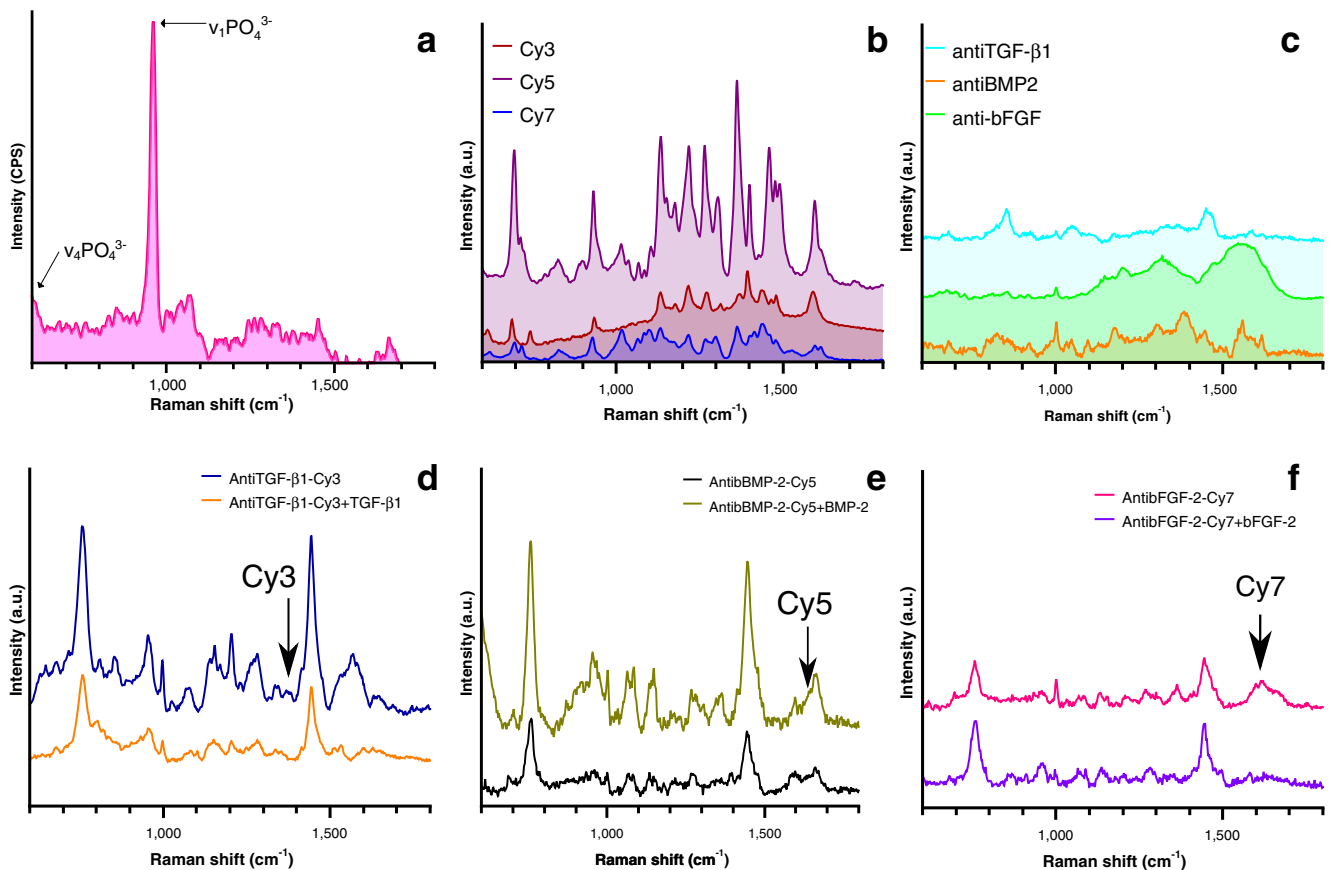 v₁PO₄³⁻
a
v₄PO₄³⁻
Intensity (CPS)
1,000
1,500
Raman shift (cm⁻¹)
b
Cy3
Cy5
Cy7
Intensity (a.u.)
1,000
1,500
Raman shift (cm⁻¹)
c
antiTGF-β1
antiBMP2
anti-bFGF
Intensity (a.u.)
1,000
1,500
Raman shift (cm⁻¹)
d
AntiTGF-β1-Cy3
AntiTGF-β1-Cy3+TGF-β1
Cy3
Intensity (a.u.)
1,000
1,500
Raman shift (cm⁻¹)
e
AntibBMP-2-Cy5
AntibBMP-2-Cy5+BMP-2
Cy5
Intensity (a.u.)
1,000
1,500
Raman shift (cm⁻¹)
f
AntibFGF-2-Cy7
AntibFGF-2-Cy7+bFGF-2
Cy7
Intensity (a.u.)
1,000
1,500
Raman shift (cm⁻¹)